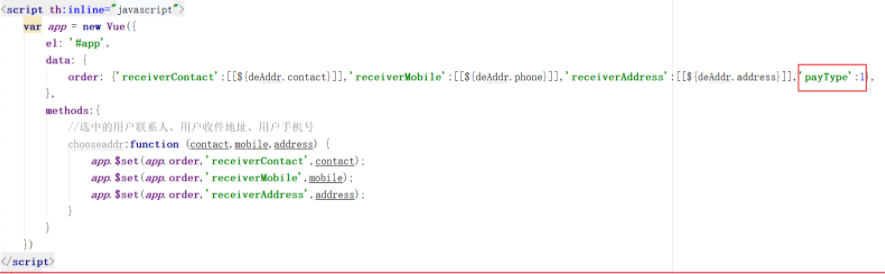 <script th:inline="javascript">
var app = new Vue({
el: '#app',
data: {
order: {'receiverContact':[[${deAddr.contact}]],'receiverMobile':[[${deAddr.phone}]],'receiverAddress':[[${deAddr.address}]],'payType':1},
},
methods:{
//选中的用户联系人、用户收件地址、用户手机号
chooseaddr:function (contact,mobile,address) {
app.$set(app.order,'receiverContact',contact);
app.$set(app.order,'receiverMobile',mobile);
app.$set(app.order,'receiverAddress',address);
}
}
})
</script>